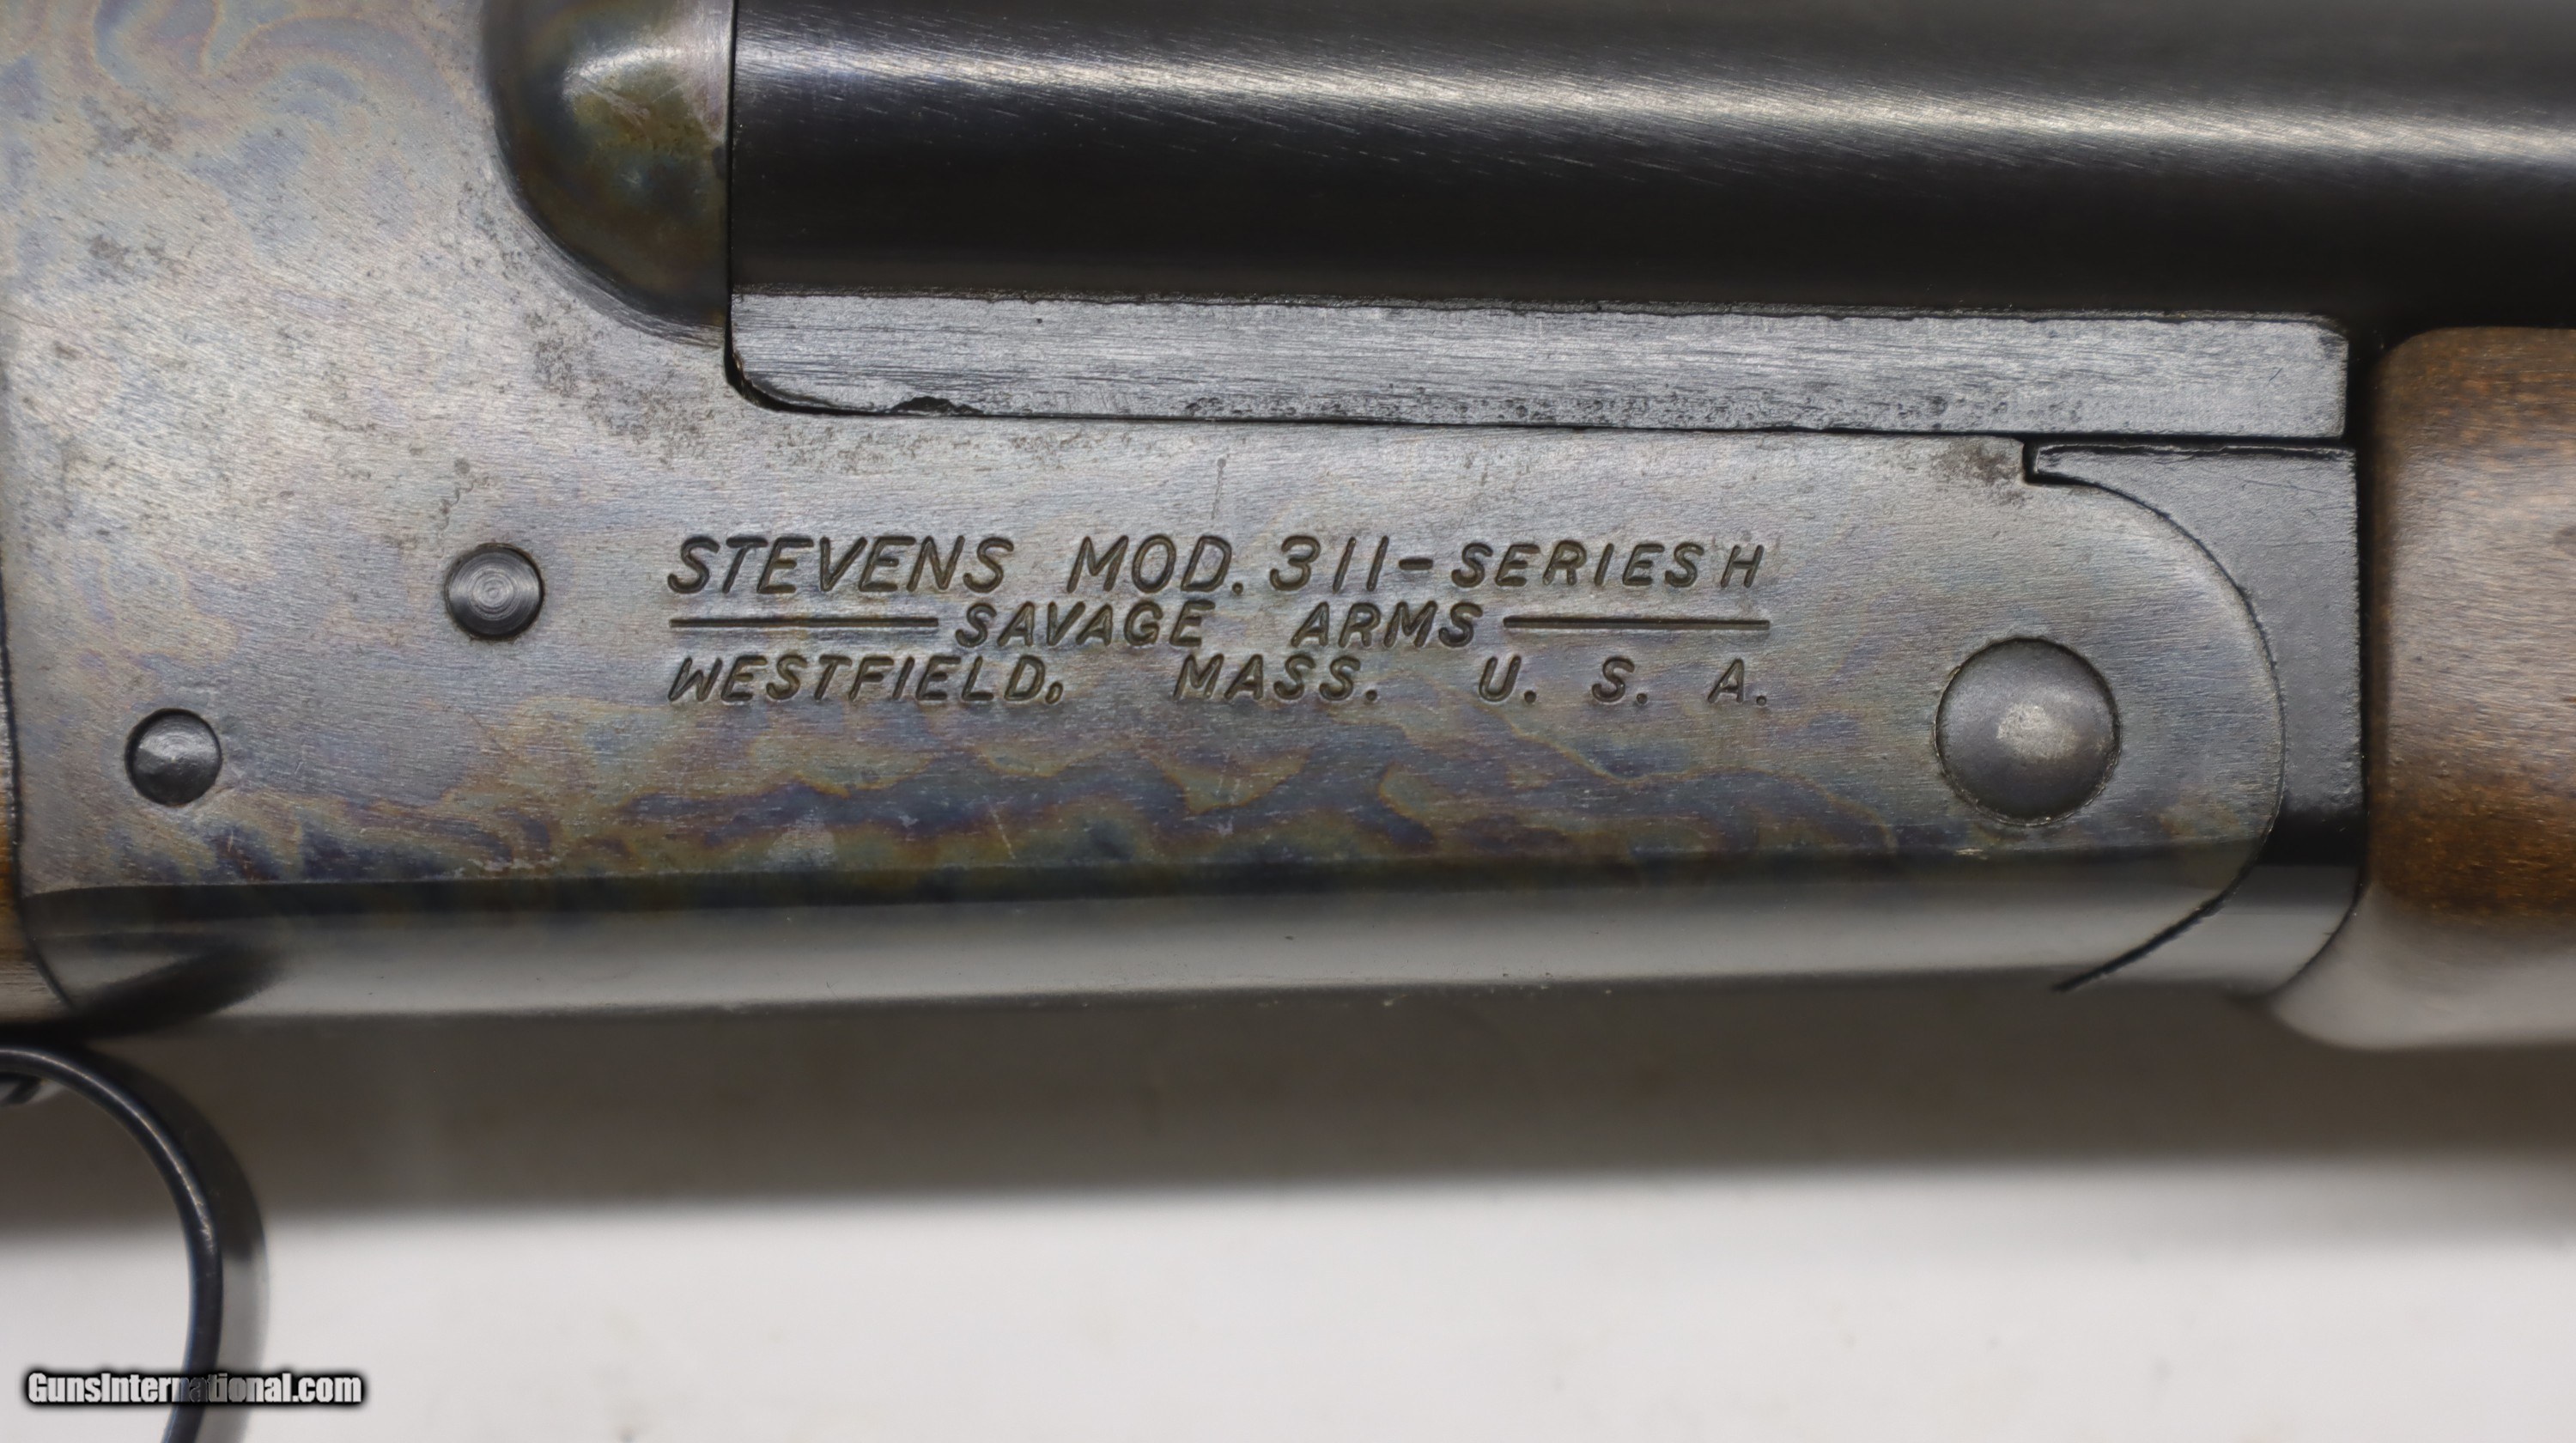 STEVENS MOD. 311-SERIES H
SAVAGE ARMS
WESTFIELD, MASS. U. S. A.
GunsInternational.com